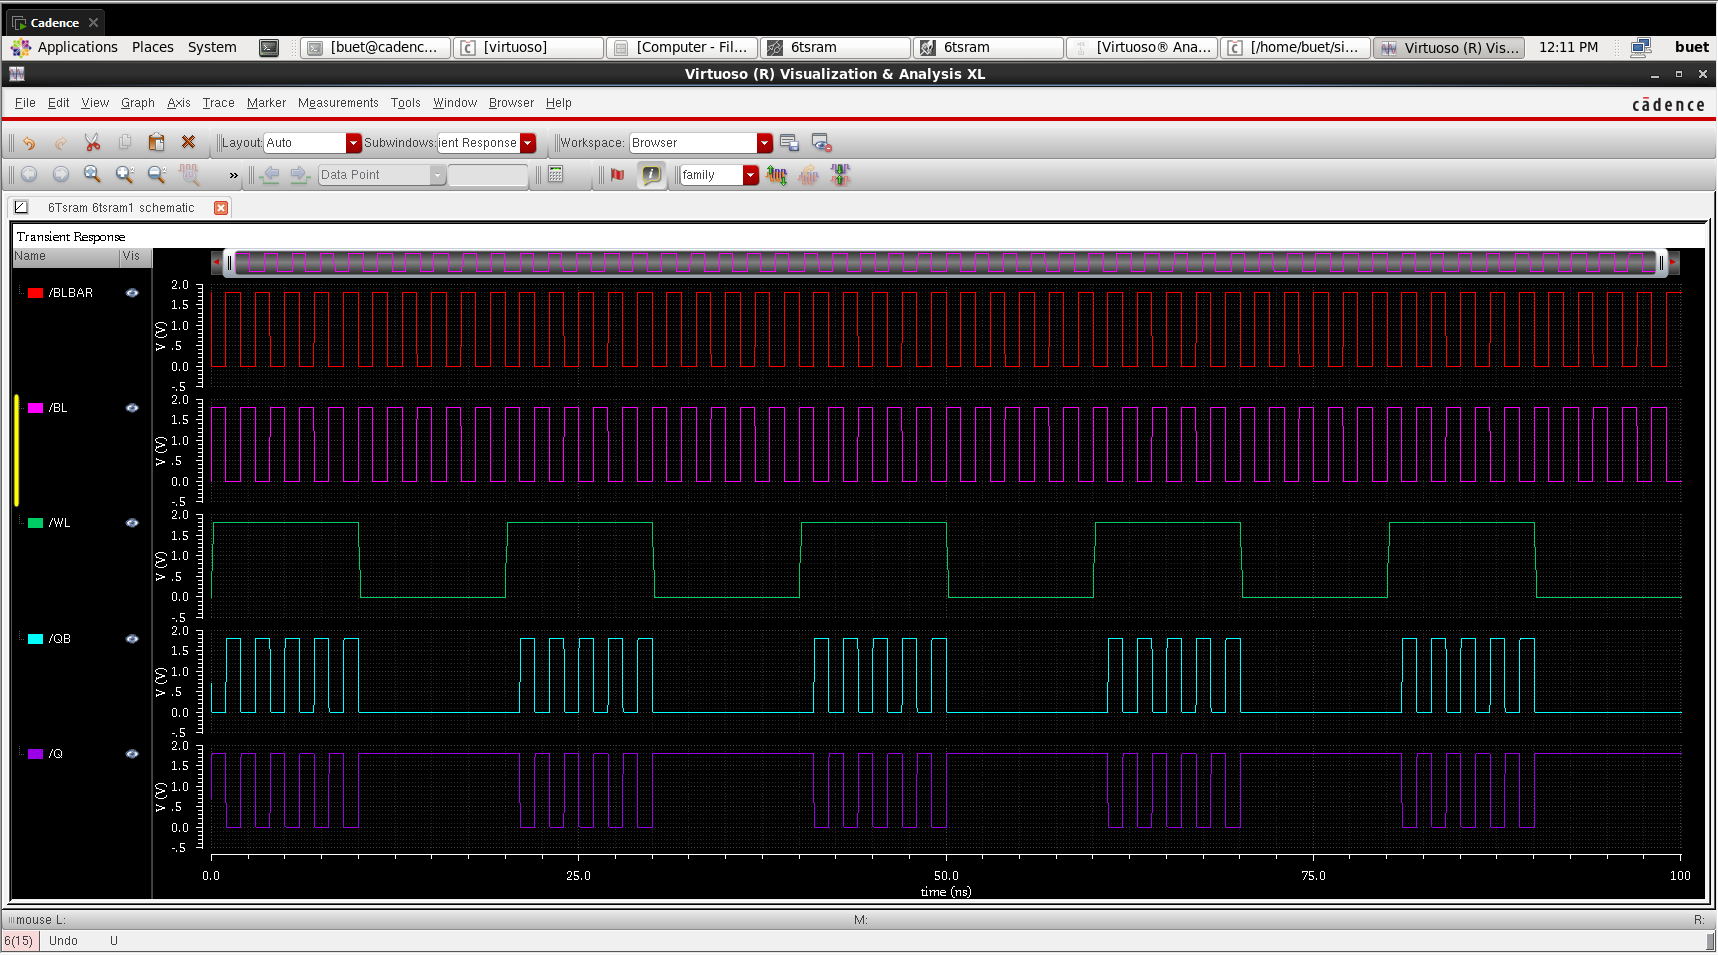 Cadence
Applications Places System [buet@cadenc... [virtuoso] [Computer - Fil... 6tsram 6tsram [Virtuoso® Ana... [/home/buet/si... Virtuoso (R) Vis... 12:11 PM buet
Virtuoso (R) Visualization & Analysis XL
File Edit View Graph Axis Trace Marker Measurements Tools Window Browser Help cādence
Layout: Auto Subwindows: ient Response Workspace: Browser
» Data Point family
6Tsram 6tsram1 schematic
Transient Response
Name Vis
/BLBAR
V (V)
2.0
1.5
1.0
.5
0.0
-.5
/BL
V (V)
2.0
1.5
1.0
.5
0.0
-.5
/WL
V (V)
2.0
1.5
1.0
.5
0.0
-.5
/QB
V (V)
2.0
1.5
1.0
.5
0.0
-.5
/Q
V (V)
2.0
1.5
1.0
.5
0.0
-.5
0.0 25.0 50.0 75.0 100
time (ns)
mouse L: M: R:
6(15) Undo U